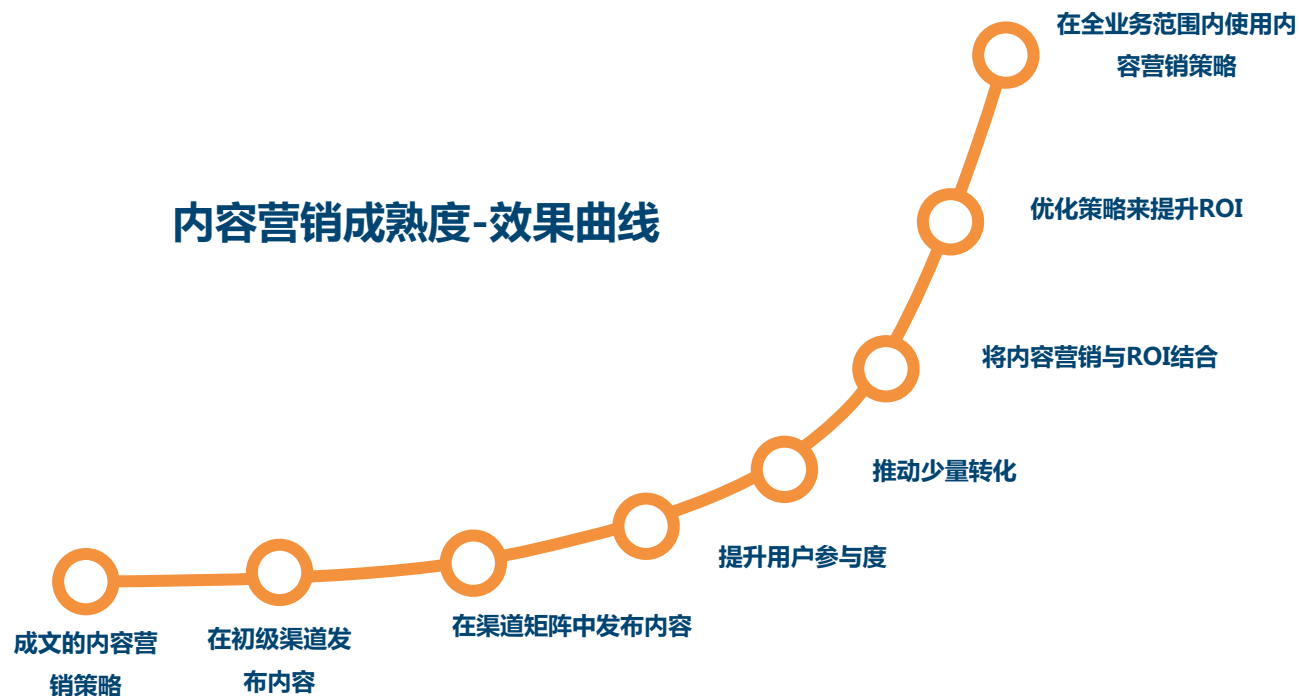 在全业务范围内使用内
容营销策略
内容营销成熟度-效果曲线
优化策略来提升ROI
将内容营销与ROI结合
推动少量转化
提升用户参与度
在渠道矩阵中发布内容
在初级渠道发
布内容
成文的内容营
销策略